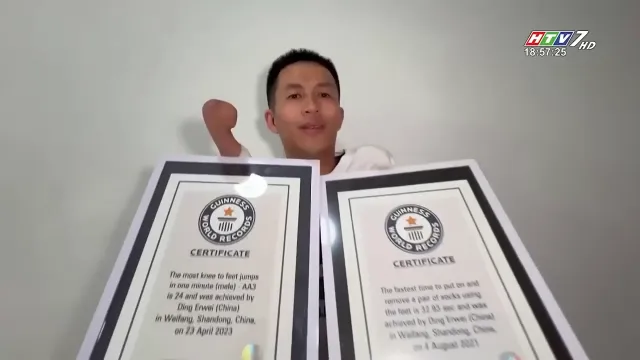 HTV7 HD
18:57:25
GUINNESS
WORLD RECORDS
CERTIFICATE
The most knee to feet jumps
in one minute (male) - AA3
is 24 and was achieved by
Ding Erwei (China)
in Weifang, Shandong, China,
on 23 April 2023
GUINNESS
WORLD RECORDS
CERTIFICATE
The fastest time to put on and
remove a pair of socks using
the feet is sec and was
achieved by Ding Erwei (China)
in Weifang, Shandong, China,
on 4 August 2021